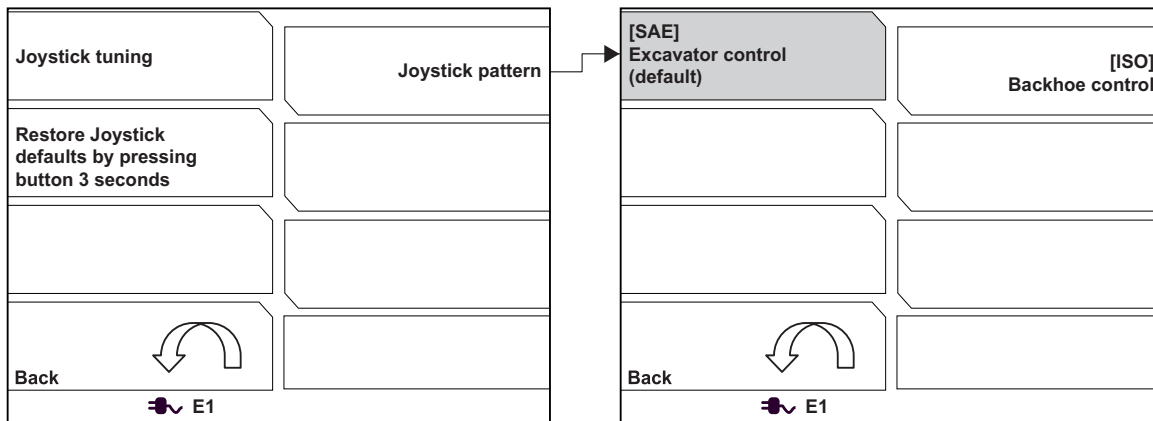 Joystick tuning
Joystick pattern
Restore Joystick
defaults by pressing
button 3 seconds
Back
E1
[SAE]
Excavator control
(default)
[ISO]
Backhoe control
Back
E1